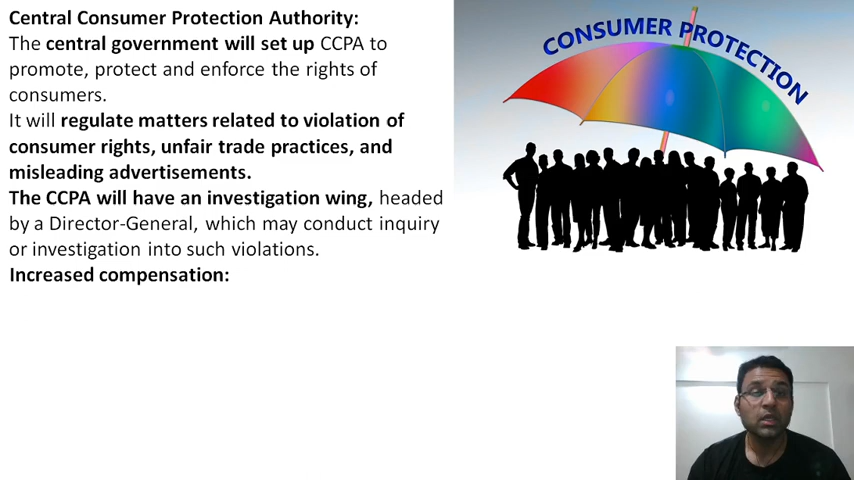 Central Consumer Protection Authority:
The central government will set up CCPA to
promote, protect and enforce the rights of
consumers.
It will regulate matters related to violation of
consumer rights, unfair trade practices, and
misleading advertisements.
The CCPA will have an investigation wing, headed
by a Director-General, which may conduct inquiry
or investigation into such violations.
Increased compensation:
CONSUMER PROTECTION